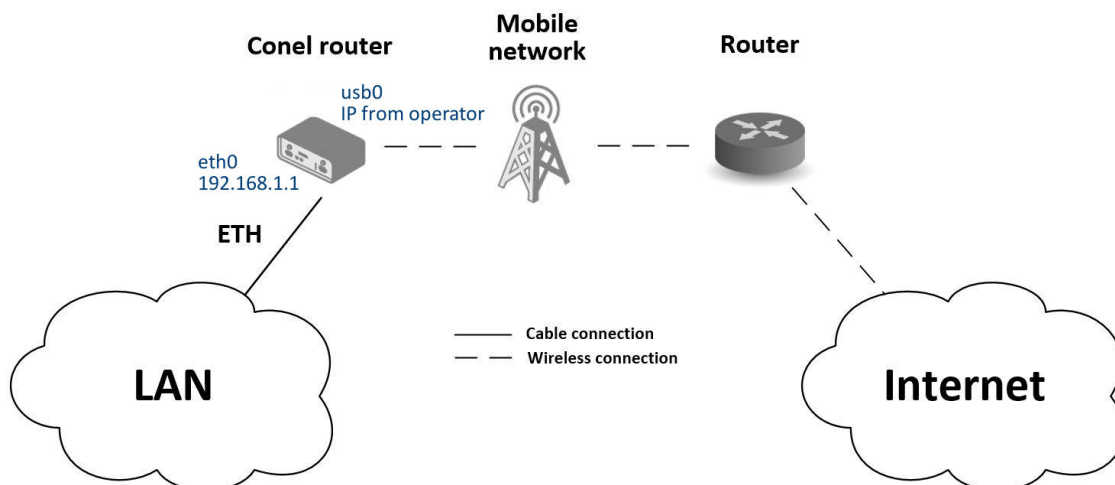 Mobile
network
Conel router
Router
usb0
IP from operator
eth0
192.168.1.1
ETH
Cable connection
Wireless connection
LAN
Internet